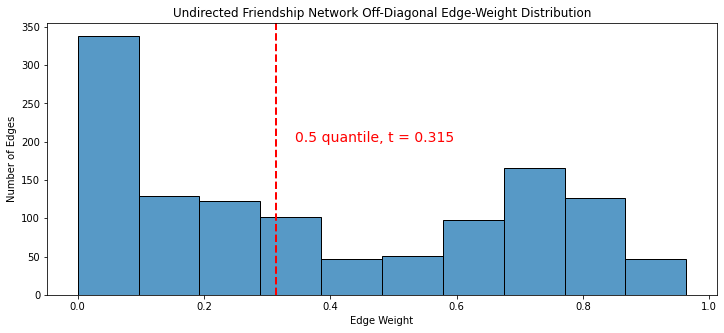 Undirected Friendship Network Off-Diagonal Edge-Weight Distribution
350
300
250
200
150
100
50
0
Number of Edges
0.5 quantile, t = 0.315
0.0 0.2 0.4 0.6 0.8 1.0
Edge Weight